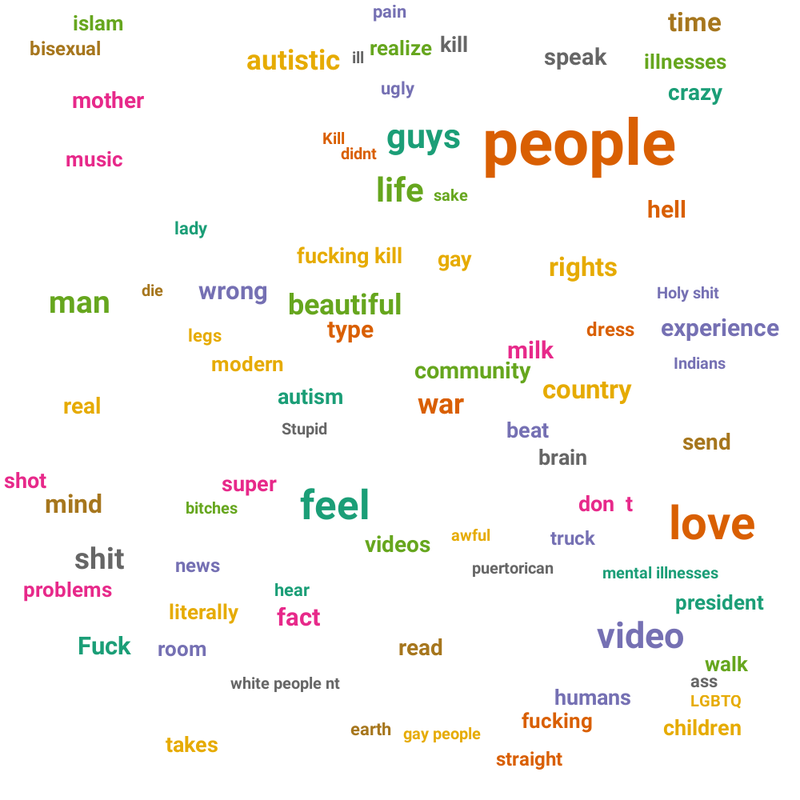 pain
islam
time
bisexual
realize
kill
autistic
ill
speak
illnesses
ugly
crazy
mother
Kill
didnt
guys
people
music
life
sake
hell
lady
fucking kill
gay
rights
die
wrong
Holy shit
man
beautiful
legs
type
dress
experience
modern
milk
community
Indians
real
autism
war
country
Stupid
beat
send
brain
shot
super
mind
bitches
feel
don t
love
videos
awful
truck
shit
news
puertorican
mental illnesses
problems
hear
president
literally
fact
Fuck
room
read
video
walk
white people nt
ass
humans
LGBTQ
fucking
earth
gay people
children
takes
straight